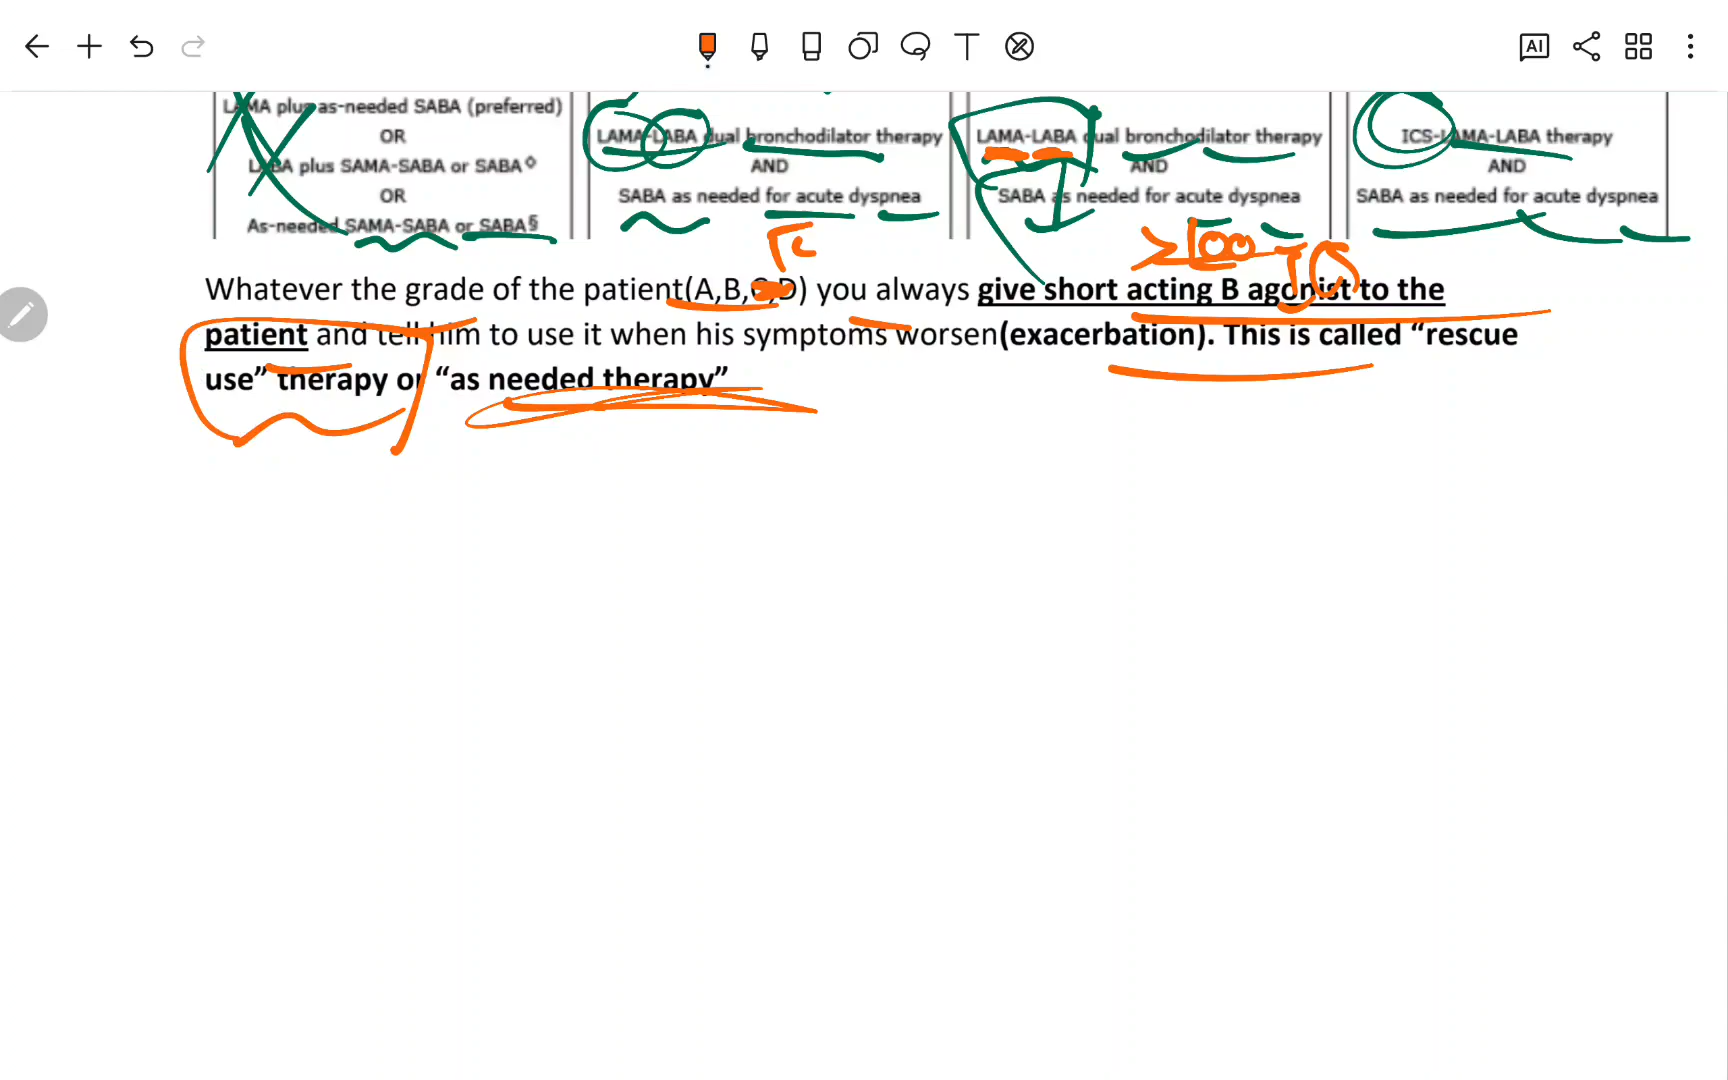 AI
LAMA plus as-needed SABA (preferred)
OR
LABA plus SAMA-SABA or SABA◊
OR
As-needed SAMA-SABA or SABA§
LAMA-LABA dual bronchodilator therapy
AND
SABA as needed for acute dyspnea
LAMA-LABA dual bronchodilator therapy
AND
SABA as needed for acute dyspnea
ICS-LAMA-LABA therapy
AND
SABA as needed for acute dyspnea
Whatever the grade of the patient(A,B,C,D) you always give short acting B agonist to the
patient and tell him to use it when his symptoms worsen(exacerbation). This is called “rescue
use” therapy or “as needed therapy”